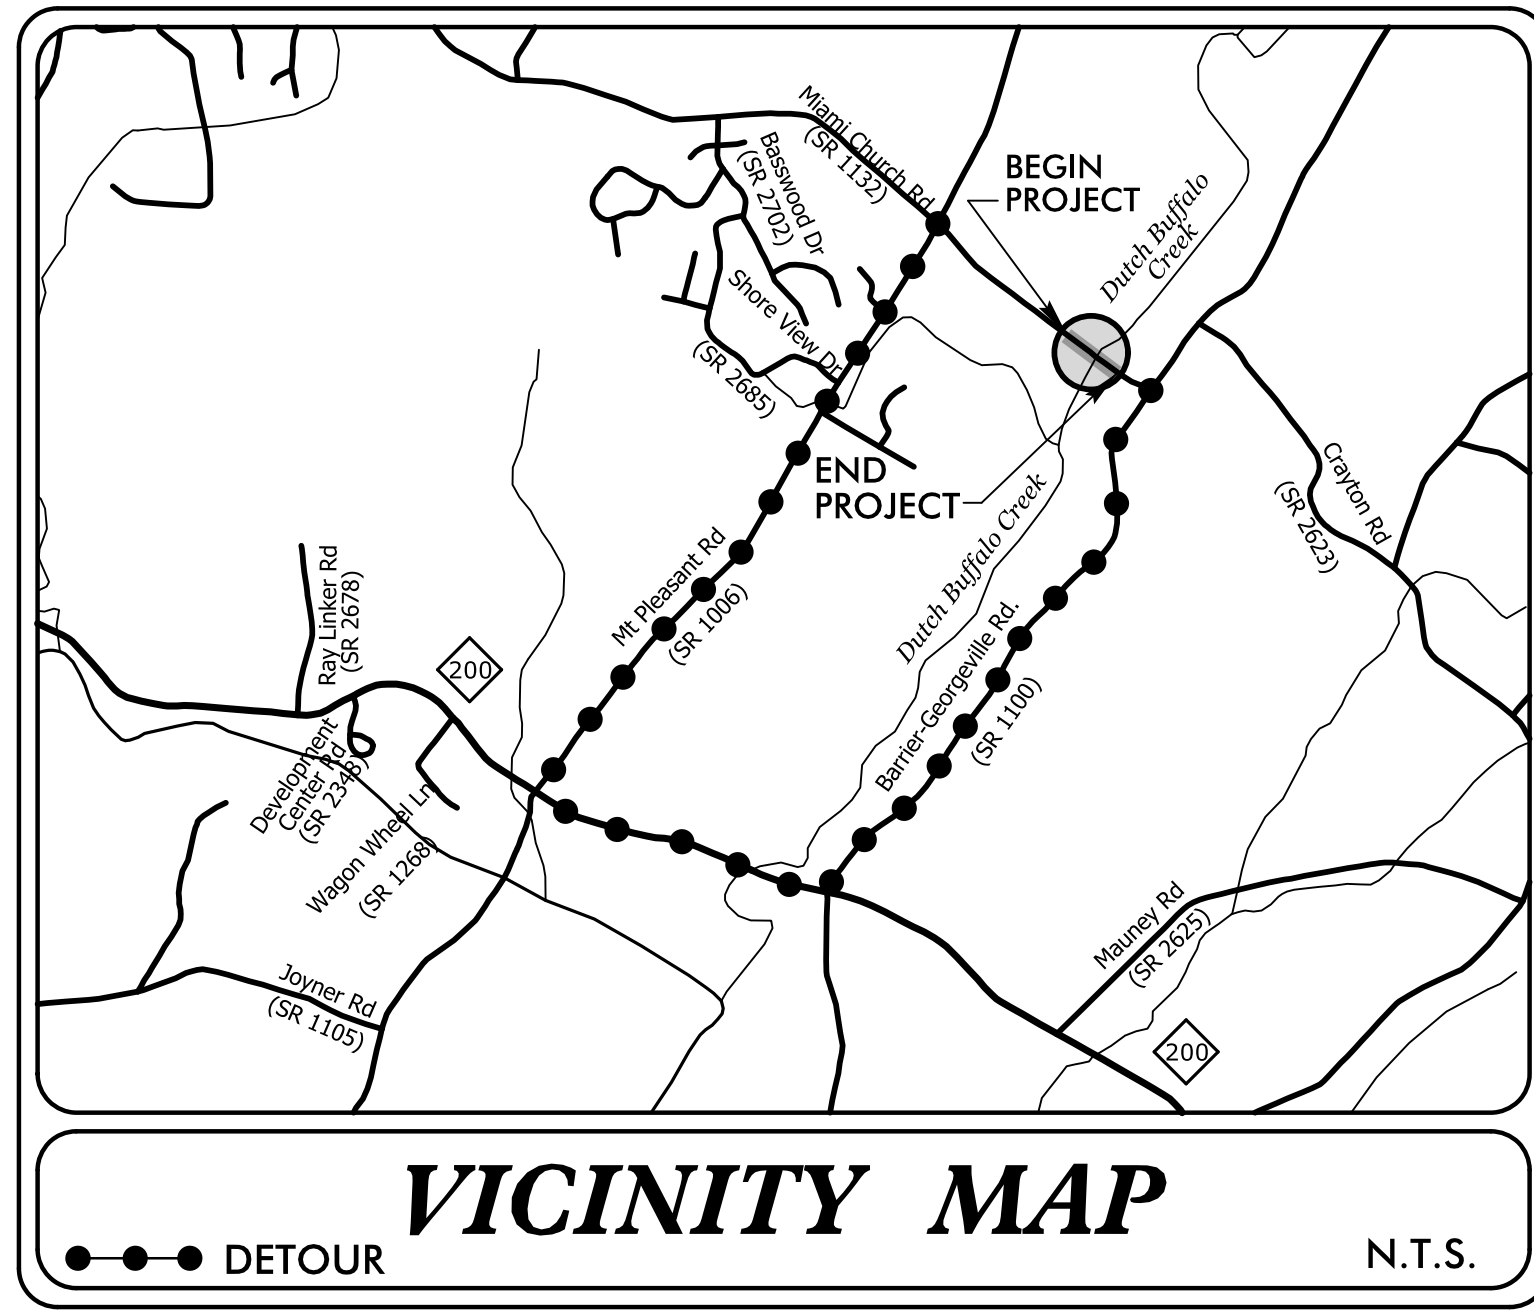 Miami Church Rd
(SR 1132)
BEGIN
PROJECT
Basswood Dr
(SR 2702)
Dutch Buffalo
Creek
Shore View Dr
(SR 2685)
END
PROJECT
Crayton Rd
(SR 2623)
Dutch Buffalo Creek
Mt Pleasant Rd
(SR 1006)
Ray Linker Rd
(SR 2678)
200
Barrier-Georgeville Rd.
(SR 1100)
Development
Center Rd
(SR 2348)
Wagon Wheel Ln
(SR 1268)
Mauney Rd
(SR 2625)
Joyner Rd
(SR 1105)
200
VICINITY MAP
DETOUR
N.T.S.